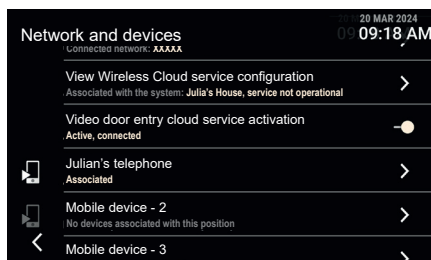 20 MAR 2024
Network and devices
09:18 AM
Connected network: XXXXX
View Wireless Cloud service configuration
Associated with the system: Julia's House, service not operational
Video door entry cloud service activation
Active, connected
Julian's telephone
Associated
Mobile device - 2
No devices associated with this position
Mobile device - 3